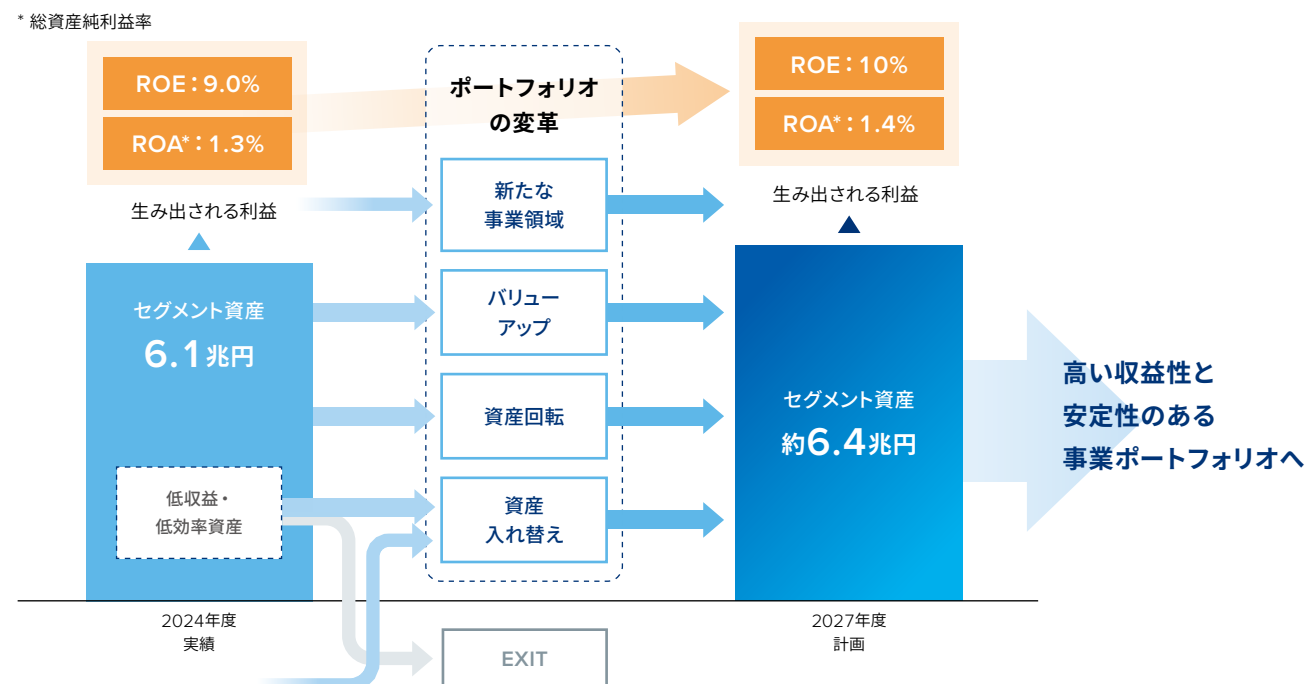 * 総資産純利益率
ROE：9.0%
ROA*：1.3%
生み出される利益
セグメント資産
6.1兆円
低収益・
低効率資産
2024年度
実績
ポートフォリオ
の変革
新たな
事業領域
バリュー
アップ
資産回転
資産
入れ替え
EXIT
ROE：10%
ROA*：1.4%
生み出される利益
セグメント資産
約6.4兆円
2027年度
計画
高い収益性と
安定性のある
事業ポートフォリオへ